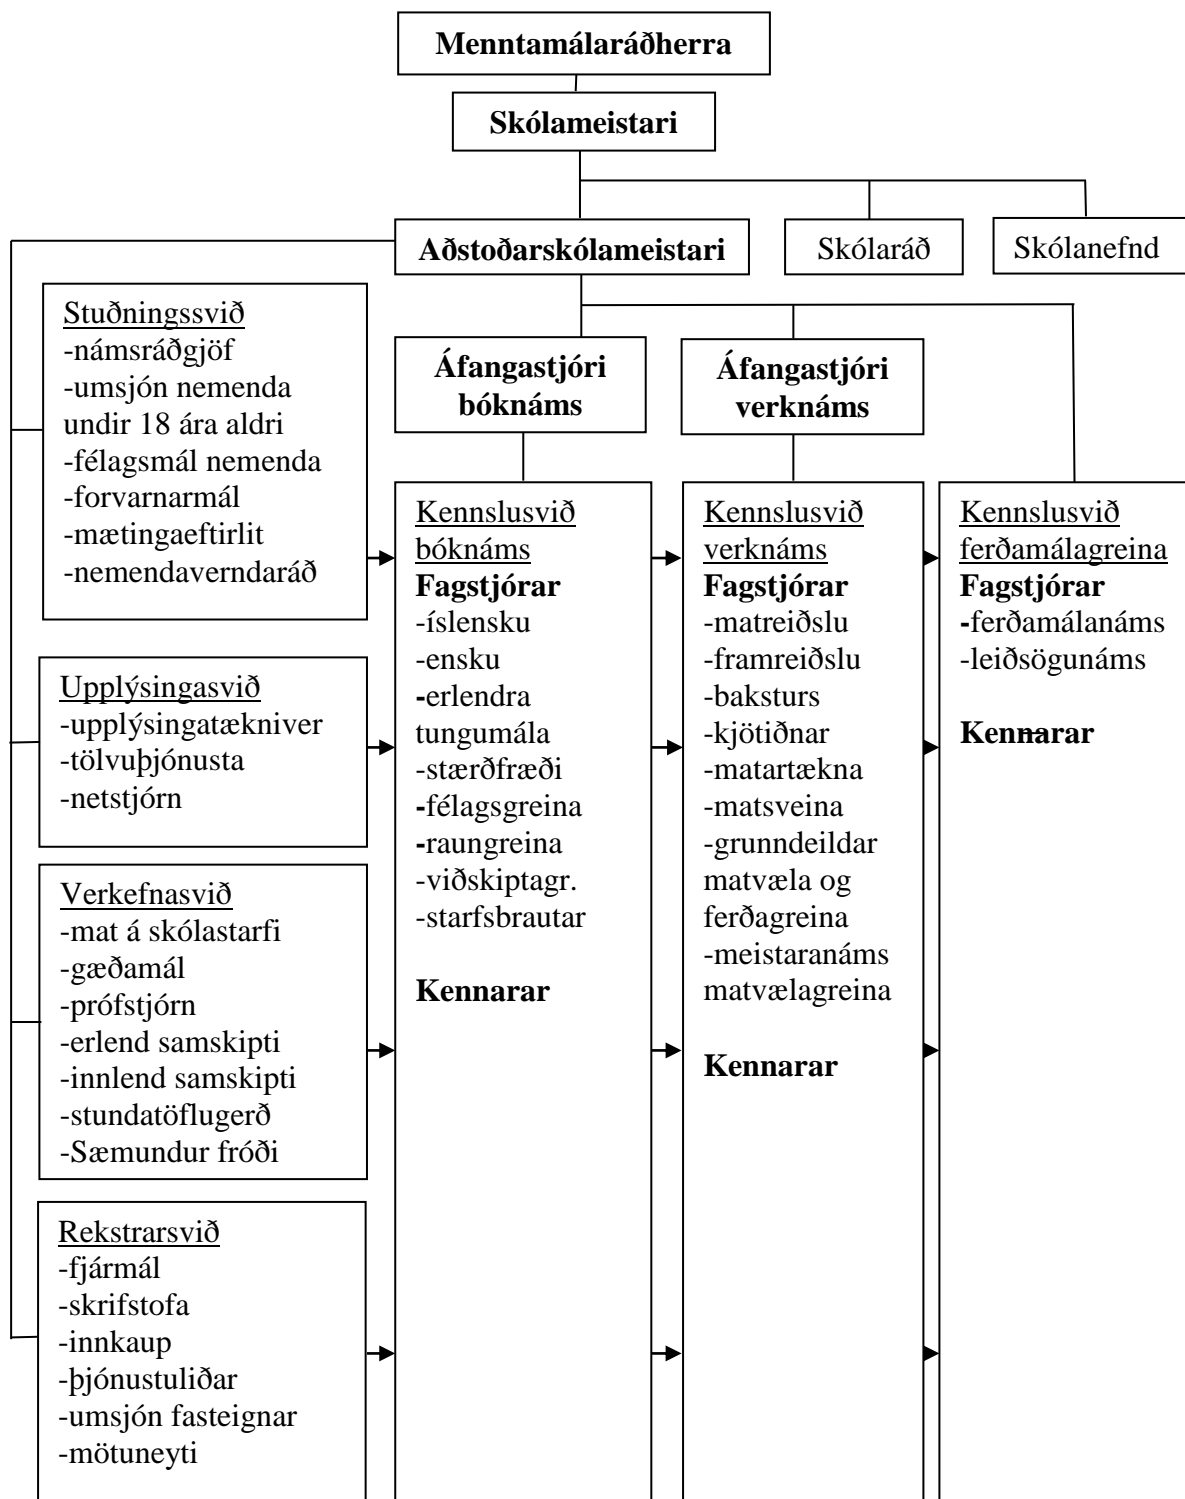 Menntamálaráðherra
Skólameistari
Aðstoðarskólameistari
Skólaráð
Skólanefnd
Stuðningssvið
-námsráðgjöf
-umsjón nemenda
undir 18 ára aldri
-félagsmál nemenda
-forvarnarmál
-mætingaeftirlit
-nemendaverndaráð
Áfangastjóri
bóknáms
Áfangastjóri
verknáms
Kennslusvið
bóknáms
Fagstjórar
-íslensku
-ensku
-erlendra
tungumála
-stærðfræði
-félagsgreina
-raungreina
-viðskiptagr.
-starfsbrautar
Kennarar
Kennslusvið
verknáms
Fagstjórar
-matreiðslu
-framreiðslu
-baksturs
-kjötiðnar
-matartækna
-matsveina
-grunndeildar
matvæla og
ferðagreina
-meistaranáms
matvælagreina
Kennarar
Kennslusvið
ferðamálagreina
Fagstjórar
-ferðamálanáms
-leiðsögunáms
Kennarar
Upplýsingasvið
-upplýsingatækniver
-tölvuþjónusta
-netstjórn
Verkefnasvið
-mat á skólastarfi
-gæðamál
-prófstjórn
-erlend samskipti
-innlend samskipti
-stundatöflugerð
-Sæmundur fróði
Rekstrarsvið
-fjármál
-skrifstofa
-innkaup
-þjónustuliðar
-umsjón fasteignar
-mötuneyti